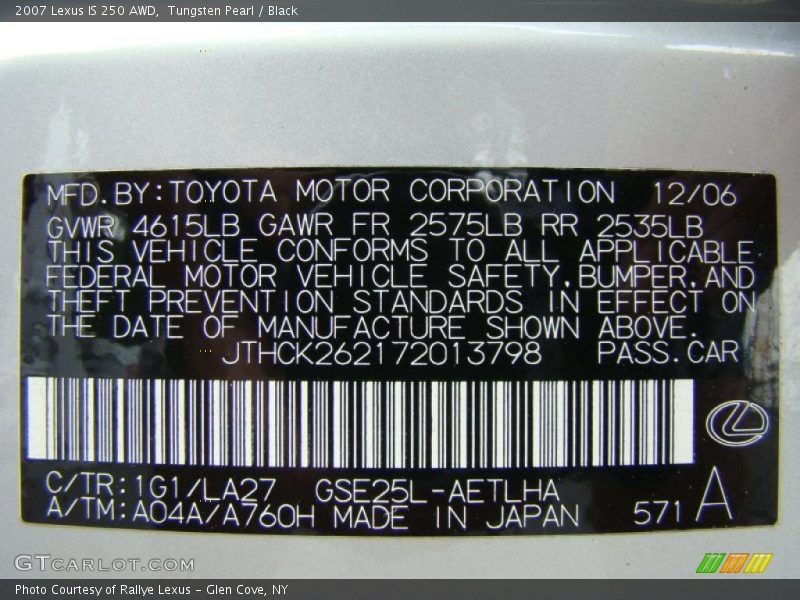 2007 Lexus IS 250 AWD,  Tungsten Pearl / Black
MFD.BY:TOYOTA MOTOR CORPORATION 12/06
GVWR 4615LB GAWR FR 2575LB RR 2535LB
THIS VEHICLE CONFORMS TO ALL APPLICABLE
FEDERAL MOTOR VEHICLE SAFETY,BUMPER,AND
THEFT PREVENTION STANDARDS IN EFFECT ON
THE DATE OF MANUFACTURE SHOWN ABOVE.
JTHCK262172013798 PASS.CAR
C/TR:1G1/LA27 GSE25L-AETLHA
A/TM:A04A/A760H MADE IN JAPAN 571 A
GTCARLOT.COM
Photo Courtesy of Rallye Lexus - Glen Cove, NY